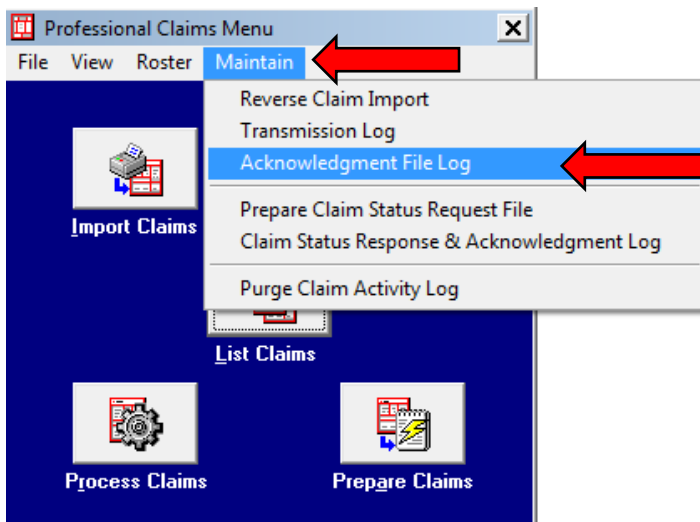 Professional Claims Menu
File View Roster Maintain
Reverse Claim Import
Transmission Log
Acknowledgment File Log
Prepare Claim Status Request File
Claim Status Response & Acknowledgment Log
Purge Claim Activity Log
Import Claims
List Claims
Process Claims Prepare Claims